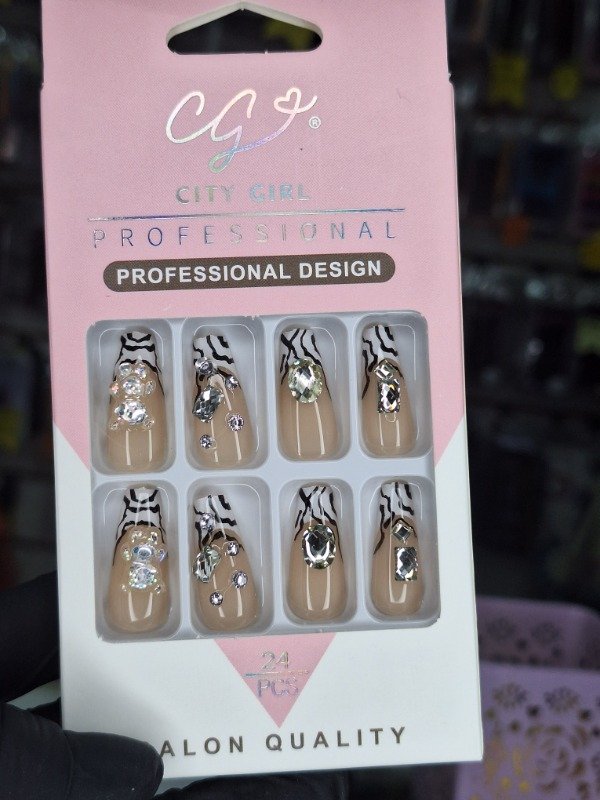 CG ®
CITY GIRL
PROFESSIONAL
PROFESSIONAL DESIGN
24
PCS
ALON QUALITY